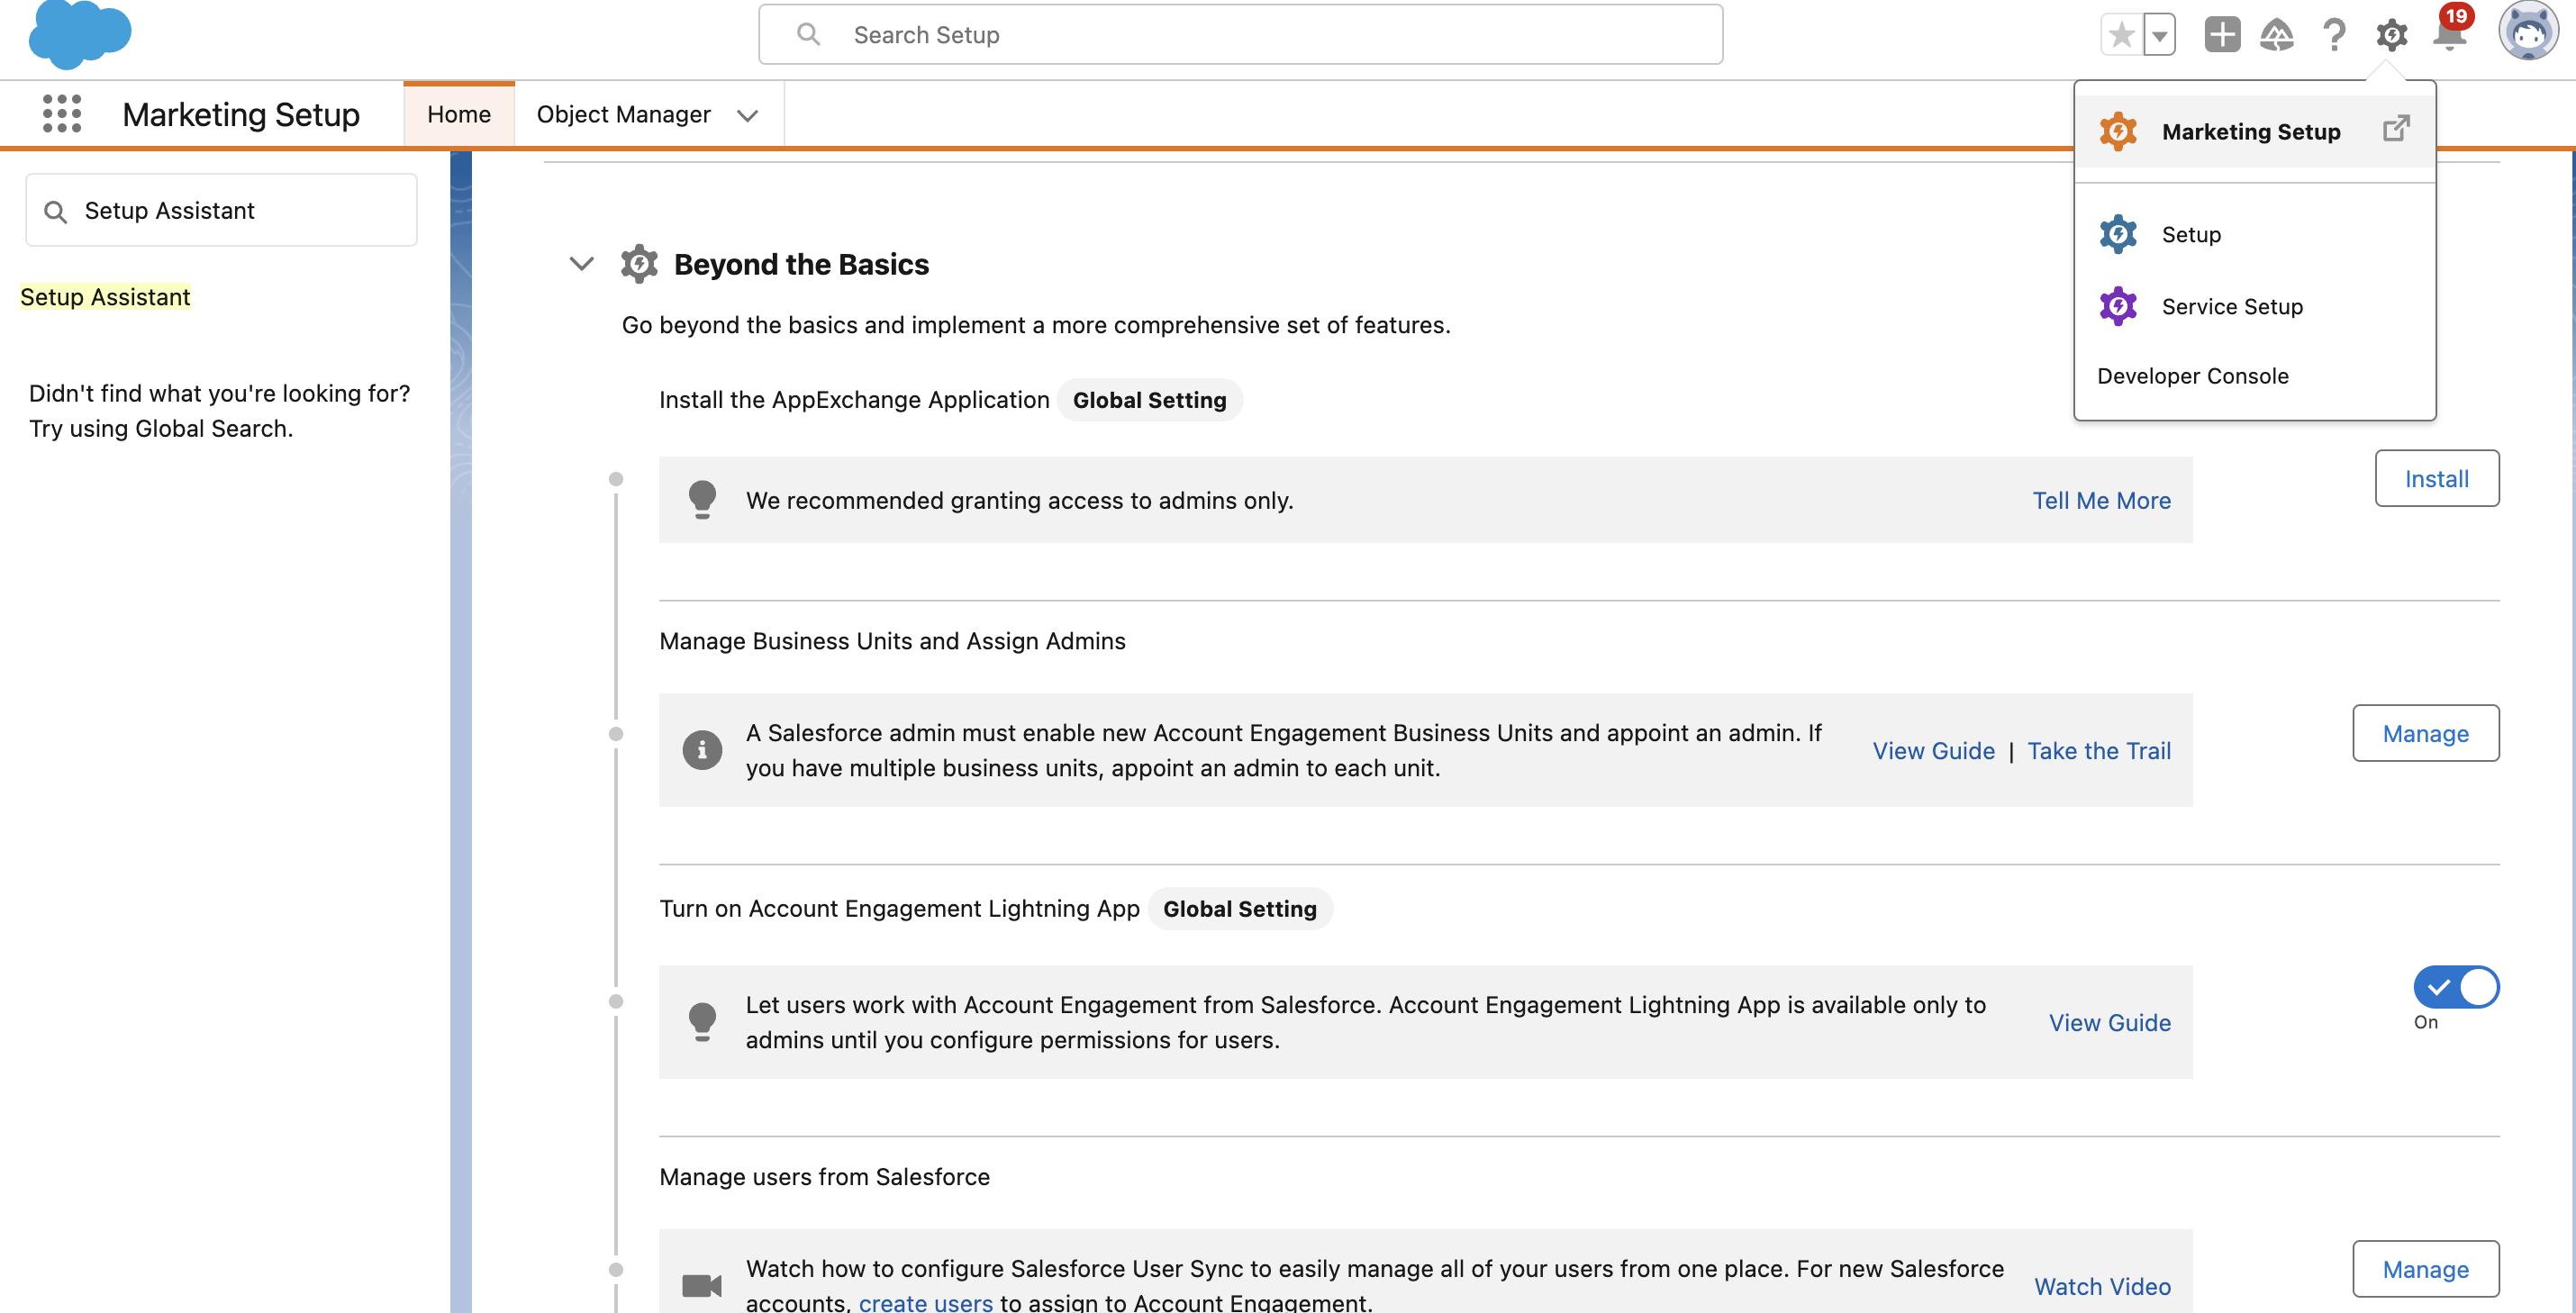 Search Setup
19
Marketing Setup
Home
Object Manager
Marketing Setup
Setup
Service Setup
Developer Console
Setup Assistant
Setup Assistant
Didn't find what you're looking for?
Try using Global Search.
Beyond the Basics
Go beyond the basics and implement a more comprehensive set of features.
Install the AppExchange Application Global Setting
We recommended granting access to admins only.
Tell Me More
Install
Manage Business Units and Assign Admins
A Salesforce admin must enable new Account Engagement Business Units and appoint an admin. If
you have multiple business units, appoint an admin to each unit.
View Guide | Take the Trail
Manage
Turn on Account Engagement Lightning App Global Setting
Let users work with Account Engagement from Salesforce. Account Engagement Lightning App is available only to
admins until you configure permissions for users.
View Guide
On
Manage users from Salesforce
Watch how to configure Salesforce User Sync to easily manage all of your users from one place. For new Salesforce
accounts, create users to assign to Account Engagement.
Watch Video
Manage